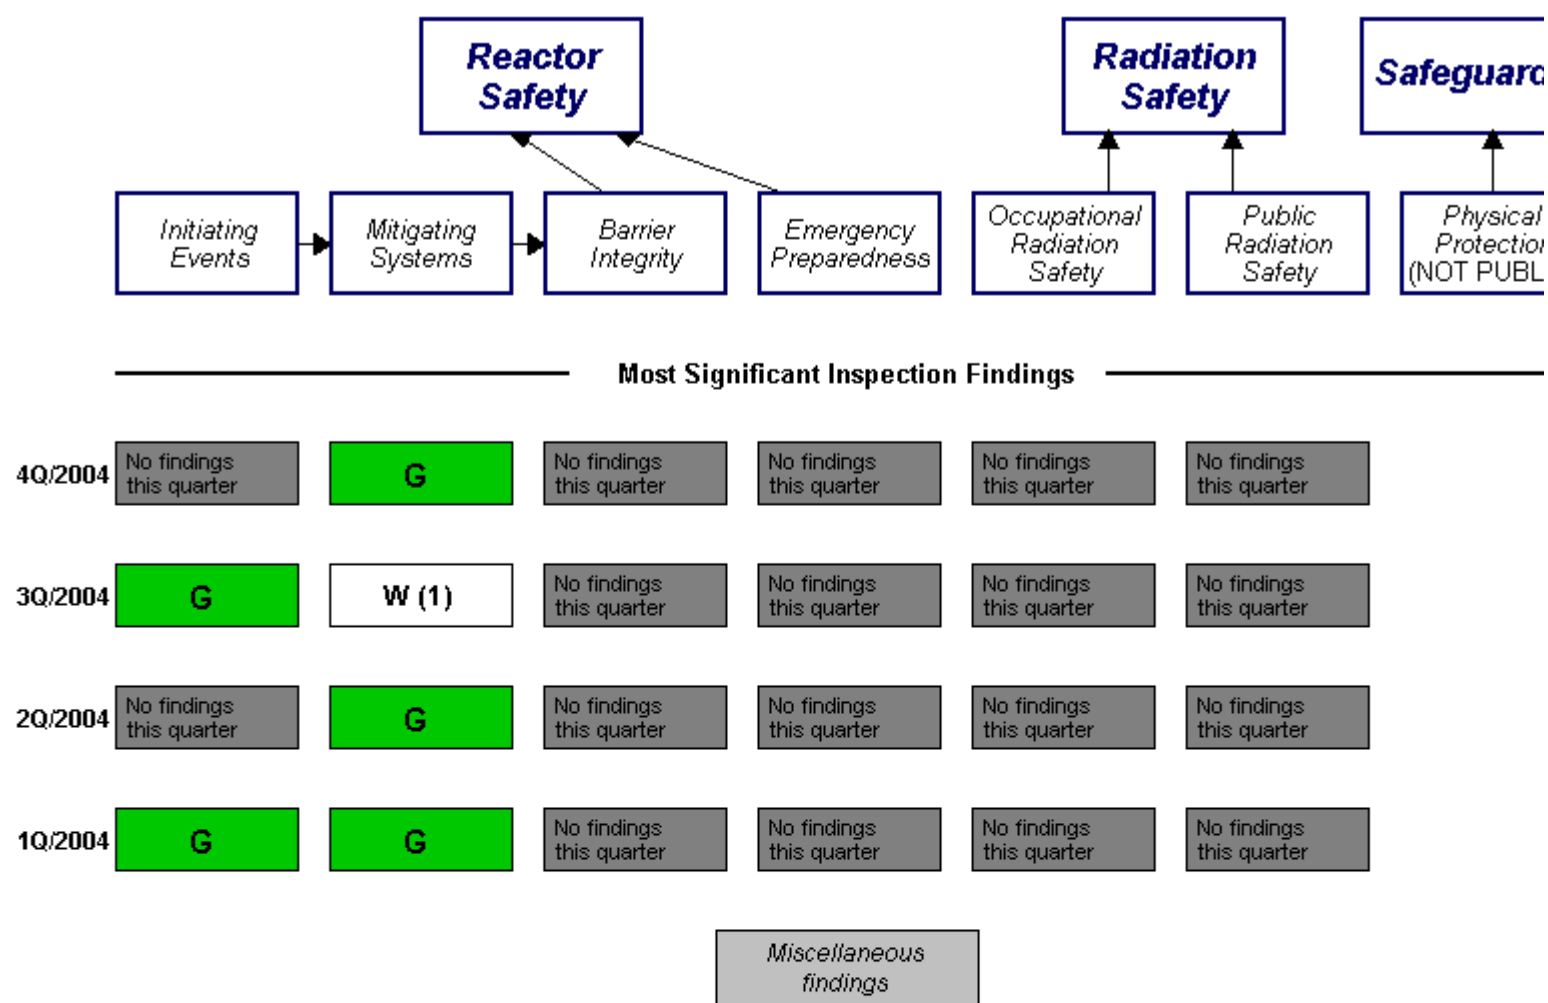 Reactor
Safety
Radiation
Safety
Safeguard
Initiating
Events
Mitigating
Systems
Barrier
Integrity
Emergency
Preparedness
Occupational
Radiation
Safety
Public
Radiation
Safety
Physical
Protection
(NOT PUBL
Most Significant Inspection Findings
4Q/2004
No findings
this quarter
G
No findings
this quarter
No findings
this quarter
No findings
this quarter
No findings
this quarter
3Q/2004
G
W (1)
No findings
this quarter
No findings
this quarter
No findings
this quarter
No findings
this quarter
2Q/2004
No findings
this quarter
G
No findings
this quarter
No findings
this quarter
No findings
this quarter
No findings
this quarter
1Q/2004
G
G
No findings
this quarter
No findings
this quarter
No findings
this quarter
No findings
this quarter
Miscellaneous
findings